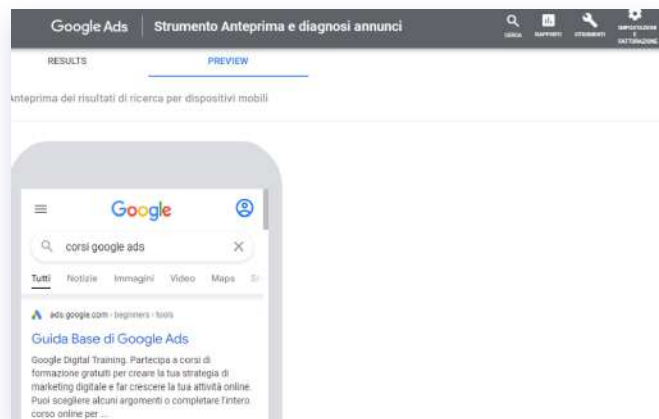 Google Ads Strumento Anteprima e diagnosi annunci
CERCA RAPPORTI STRUMENTI IMPOSTAZIONI E FATTURAZIONE
RESULTS PREVIEW
Anteprima dei risultati di ricerca per dispositivi mobili
Google
corsi google ads
Tutti Notizie Immagini Video Maps
ads.google.com › beginners › tools
Guida Base di Google Ads
Google Digital Training. Partecipa a corsi di
formazione gratuiti per creare la tua strategia di
marketing digitale e far crescere la tua attività online.
Puoi scegliere alcuni argomenti o completare l'intero
corso online per ...